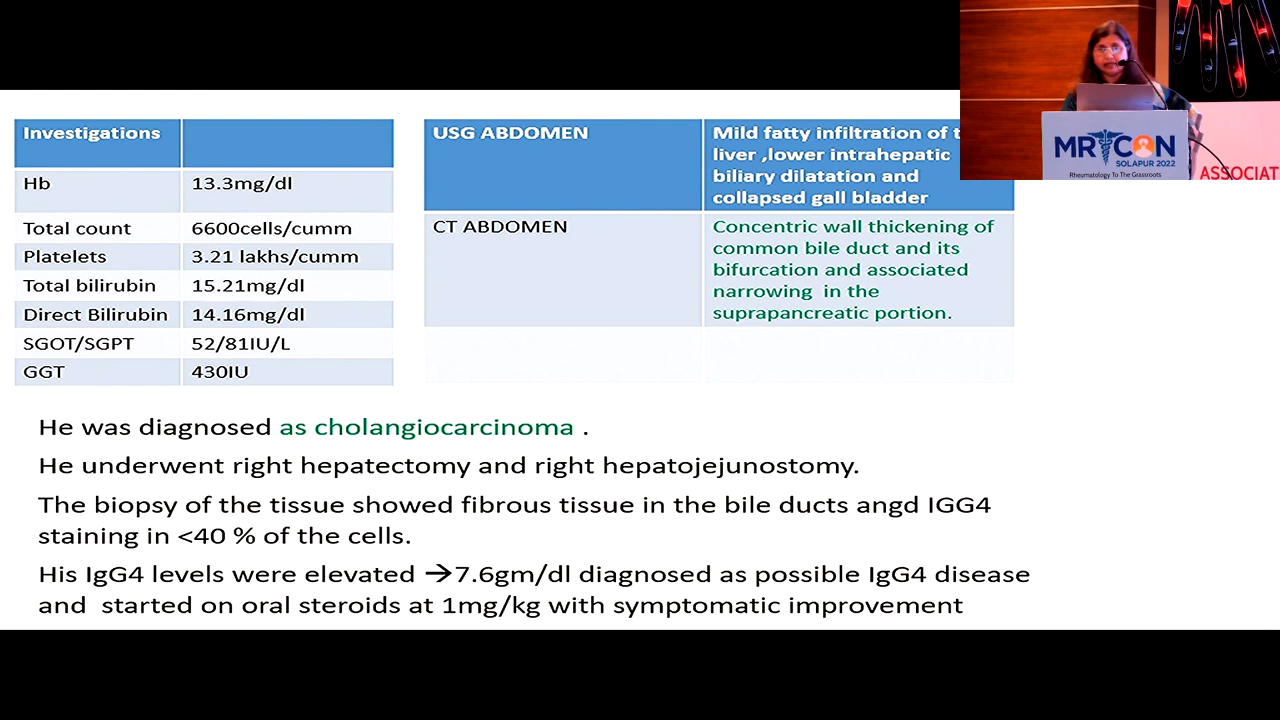 Investigations
Hb 13.3mg/dl
Total count 6600cells/cumm
Platelets 3.21 lakhs/cumm
Total bilirubin 15.21mg/dl
Direct Bilirubin 14.16mg/dl
SGOT/SGPT 52/81IU/L
GGT 430IU
USG ABDOMEN
Mild fatty infiltration of
liver ,lower intrahepatic
biliary dilatation and
collapsed gall bladder
CT ABDOMEN
Concentric wall thickening of
common bile duct and its
bifurcation and associated
narrowing in the
suprapancreatic portion.
MR CON
SOLAPUR 2022
Rheumatology To The Grassroots
ASSOCIAT
He was diagnosed as cholangiocarcinoma .
He underwent right hepatectomy and right hepatojejunostomy.
The biopsy of the tissue showed fibrous tissue in the bile ducts angd IGG4
staining in <40 % of the cells.
His IgG4 levels were elevated →7.6gm/dl diagnosed as possible IgG4 disease
and started on oral steroids at 1mg/kg with symptomatic improvement